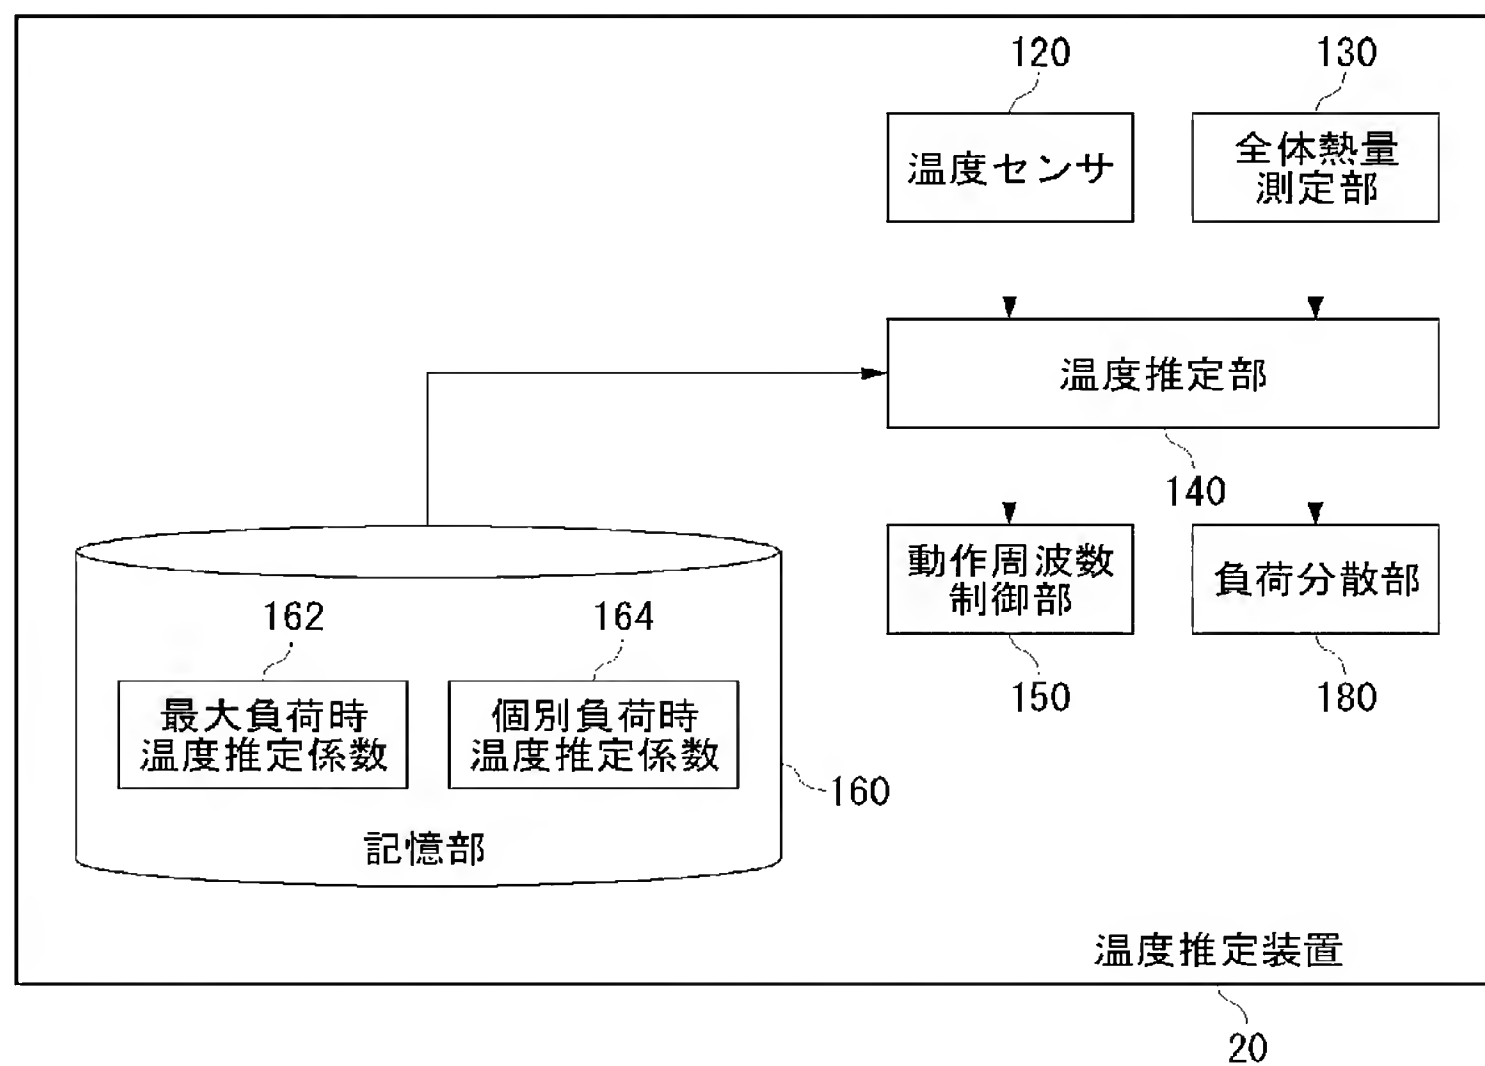 120
130
温度センサ
全体熱量
測定部
温度推定部
140
動作周波数
制御部
負荷分散部
150
180
162
164
最大負荷時
温度推定係数
個別負荷時
温度推定係数
160
記憶部
温度推定装置
20